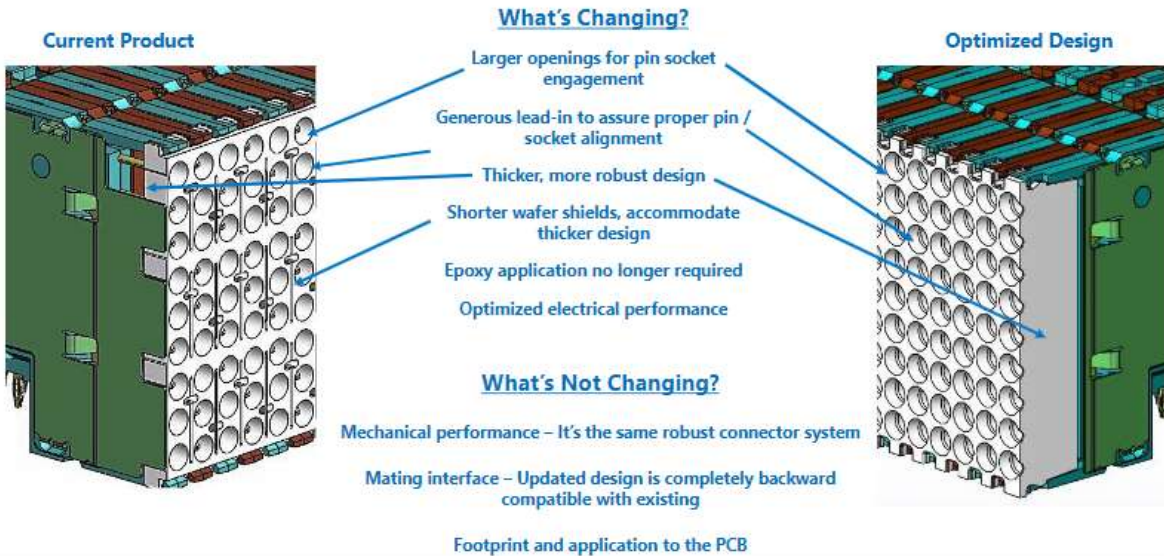 What's Changing?
Current Product
Optimized Design
Larger openings for pin socket
engagement
Generous lead-in to assure proper pin /
socket alignment
Thicker, more robust design
Shorter wafer shields, accommodate
thicker design
Epoxy application no longer required
Optimized electrical performance
What's Not Changing?
Mechanical performance – It's the same robust connector system
Mating interface – Updated design is completely backward
compatible with existing
Footprint and application to the PCB